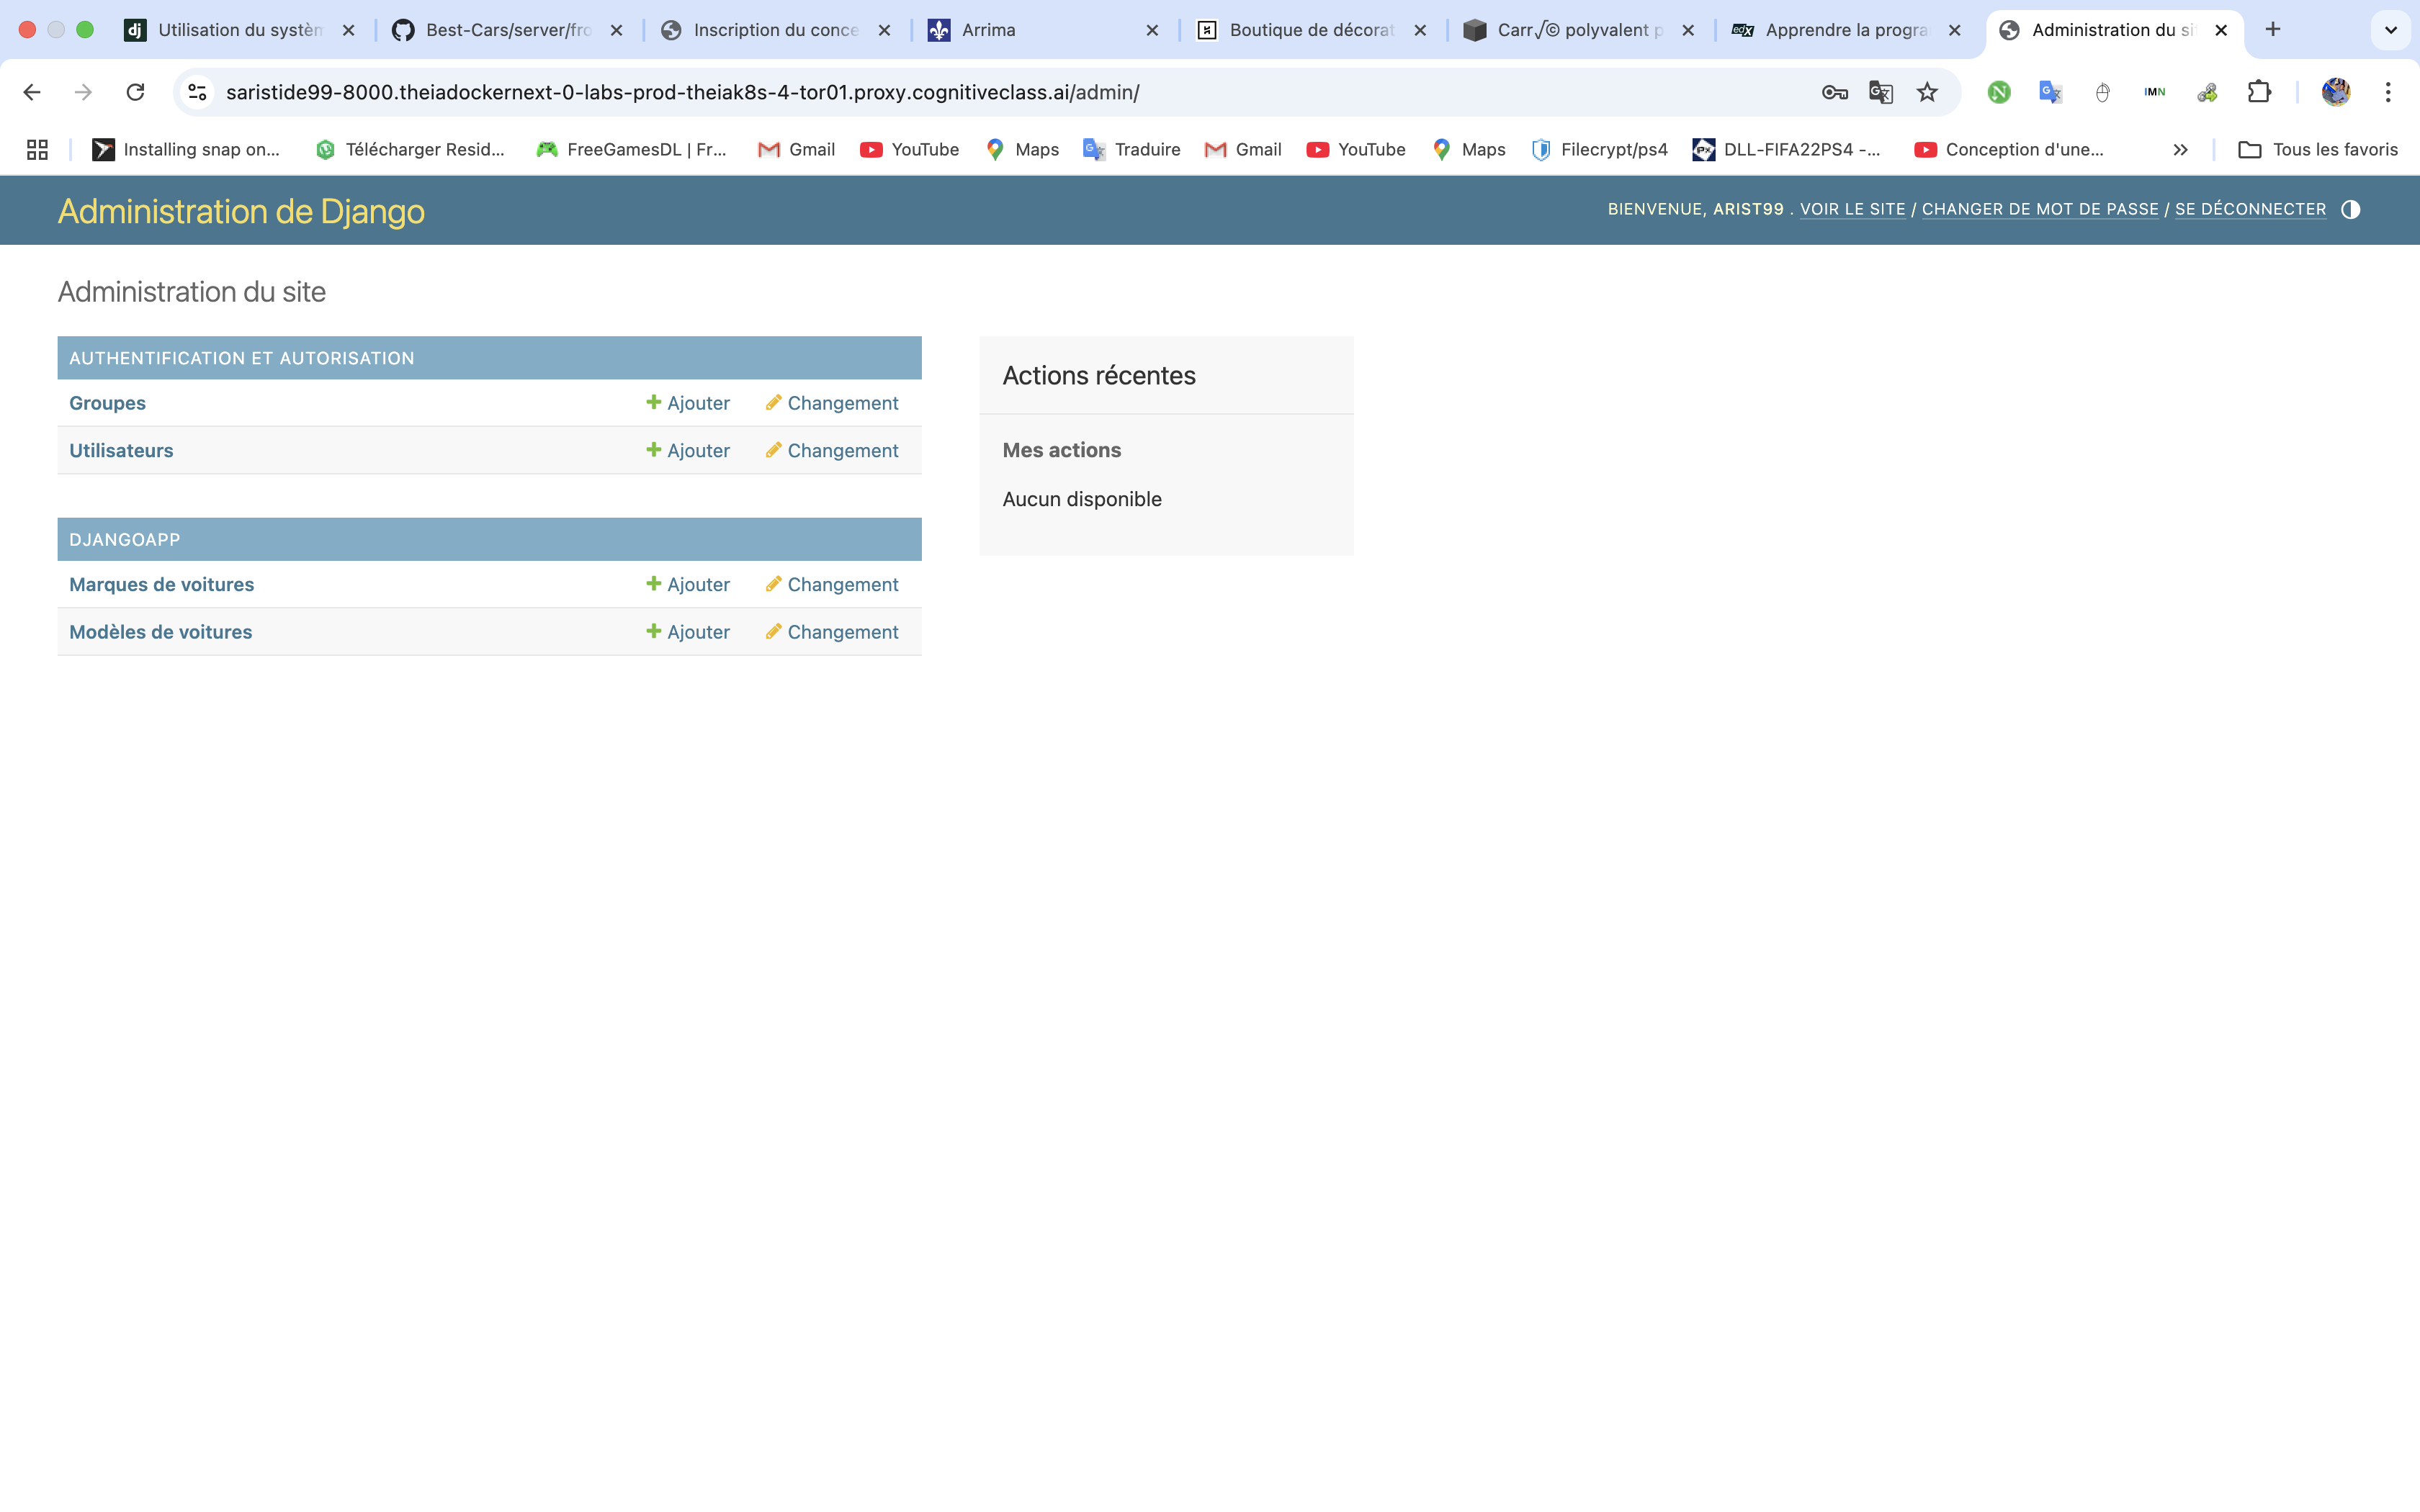 Utilisation du systèm
Best-Cars/server/fro
Inscription du conce
Arrima
Boutique de décorat
Carr√© polyvalent p
Apprendre la progra
Administration du si
saristide99-8000.theiadockernext-0-labs-prod-theiak8s-4-tor01.proxy.cognitiveclass.ai/admin/
IMN
Installing snap on...
Télécharger Resid...
FreeGamesDL | Fr...
Gmail
YouTube
Maps
Traduire
Gmail
YouTube
Maps
Filecrypt/ps4
DLL-FIFA22PS4 -...
Conception d'une...
Tous les favoris
Administration de Django
BIENVENUE, ARIST99 . VOIR LE SITE / CHANGER DE MOT DE PASSE / SE DÉCONNECTER
Administration du site
AUTHENTIFICATION ET AUTORISATION
Groupes Ajouter Changement
Utilisateurs Ajouter Changement
DJANGOAPP
Marques de voitures Ajouter Changement
Modèles de voitures Ajouter Changement
Actions récentes
Mes actions
Aucun disponible